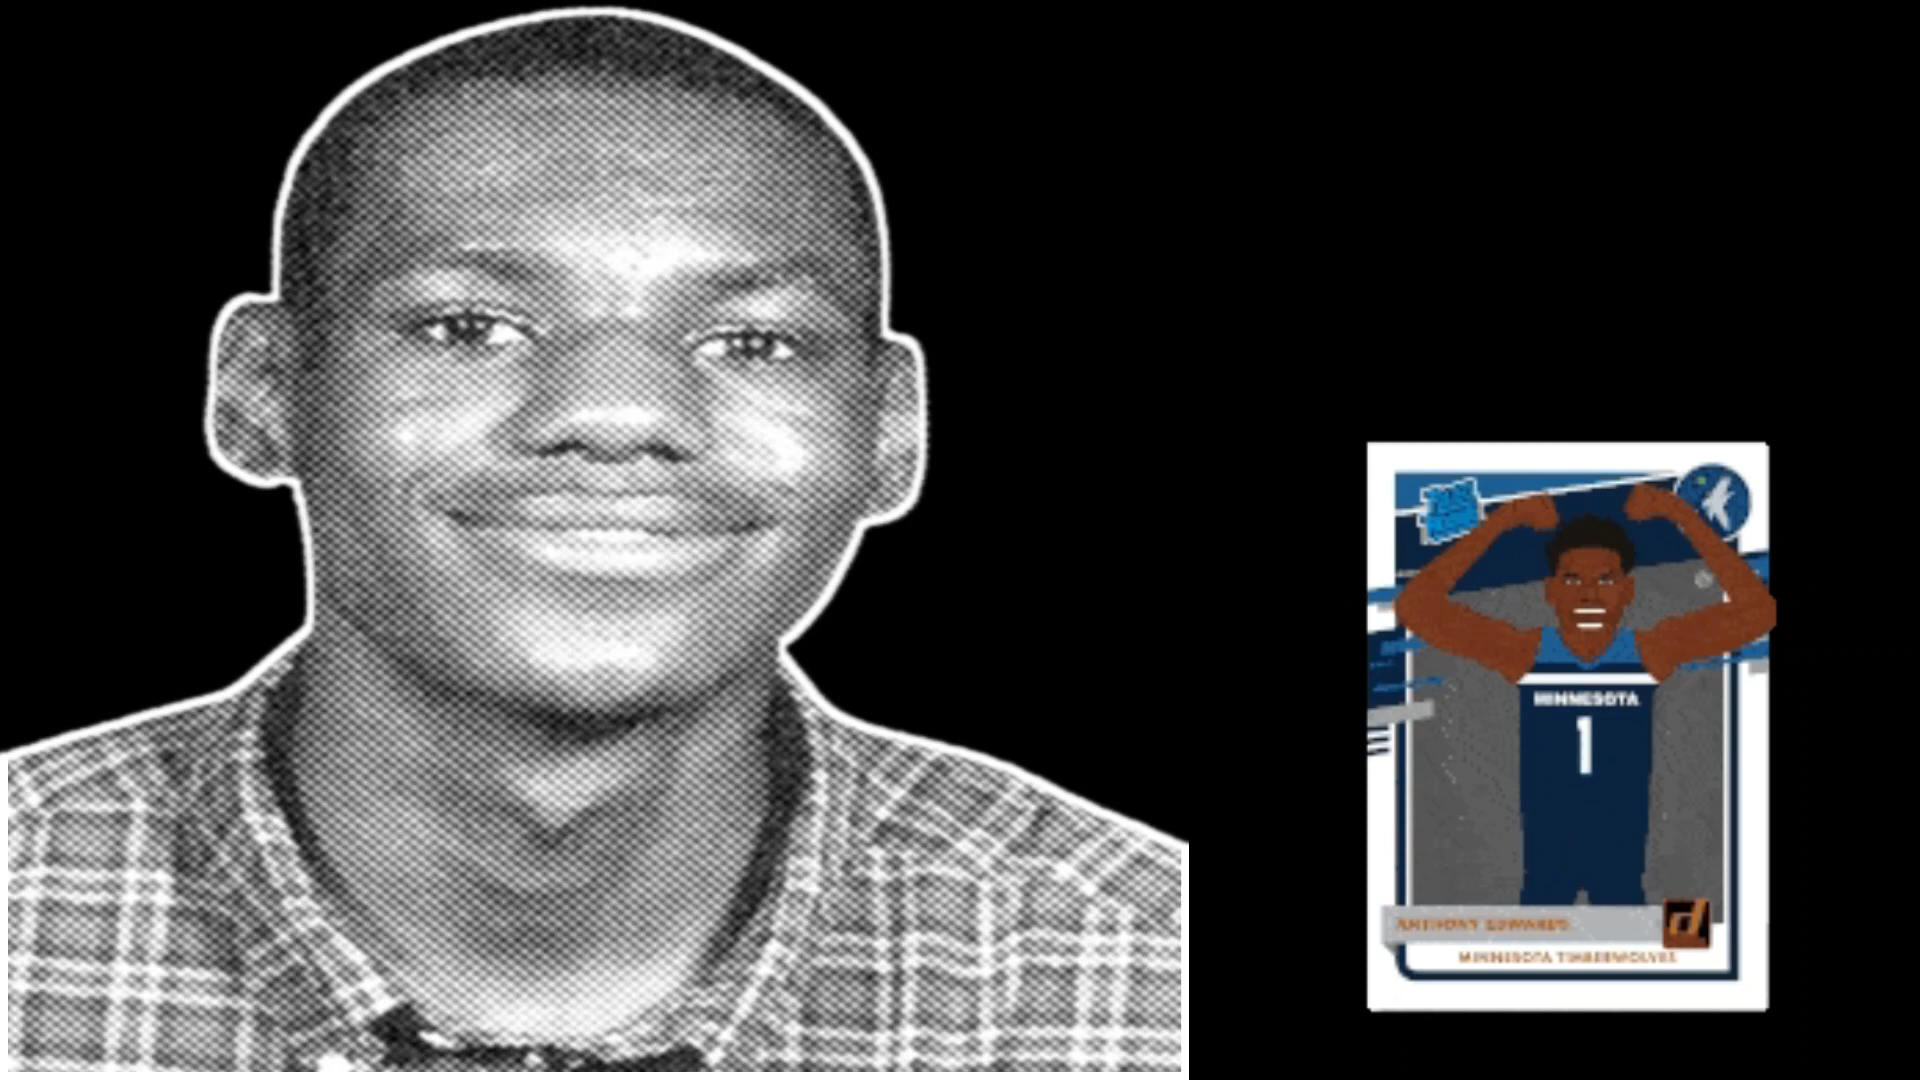 MINNESOTA
1
ANTHONY EDWARDS
MINNESOTA TIMBERWOLVES